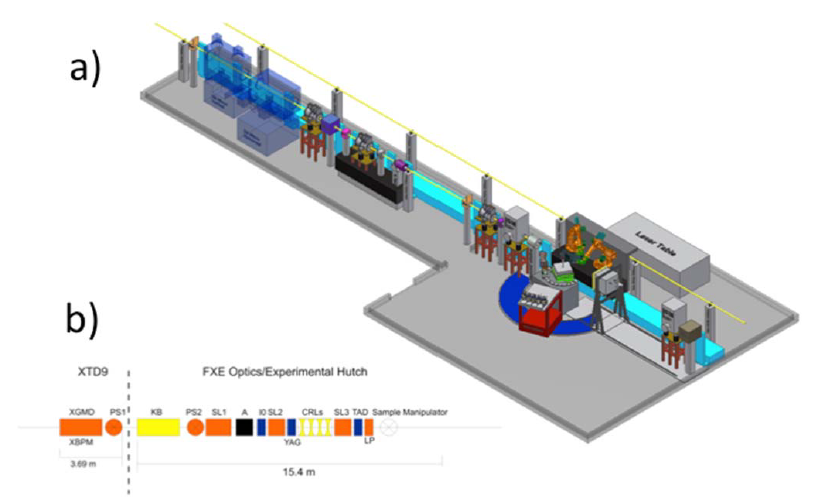 a)
Laser Table
b)
XTD9
FXE Optics/Experimental Hutch
XGMD PS1 KB PS2 SL1 A I0 SL2 CRLs SL3 TAD Sample Manipulator
XBPM YAG LP
3.69 m
15.4 m